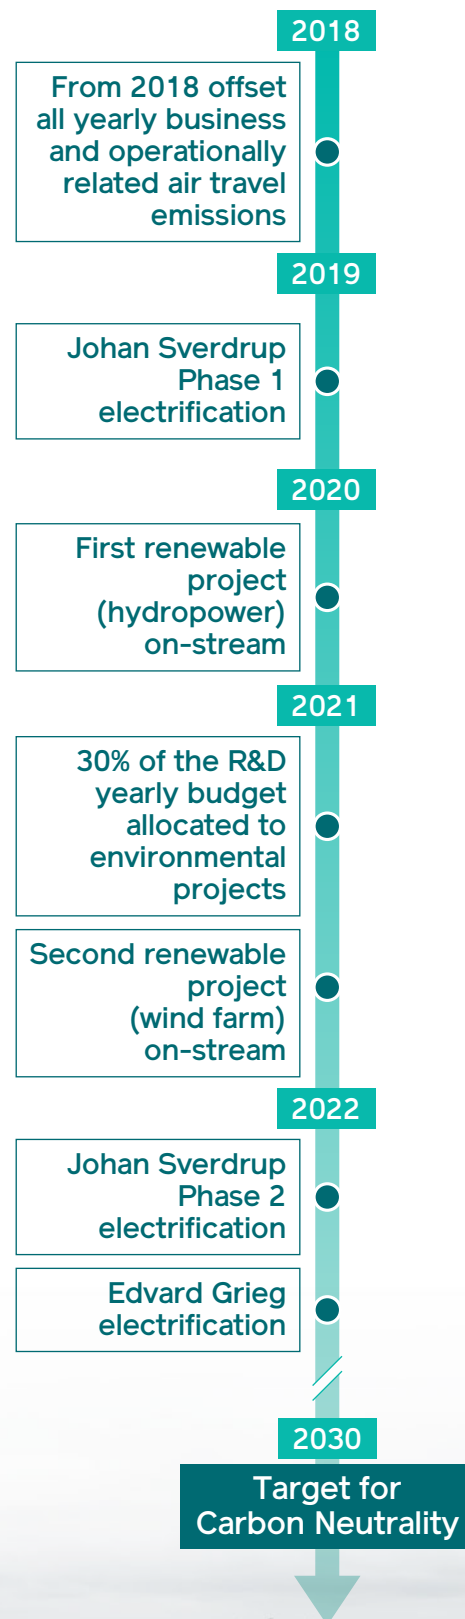 2018
From 2018 offset
all yearly business
and operationally
related air travel
emissions
2019
Johan Sverdrup
Phase 1
electrification
2020
First renewable
project
(hydropower)
on-stream
2021
30% of the R&D
yearly budget
allocated to
environmental
projects
Second renewable
project
(wind farm)
on-stream
2022
Johan Sverdrup
Phase 2
electrification
Edvard Grieg
electrification
2030
Target for
Carbon Neutrality